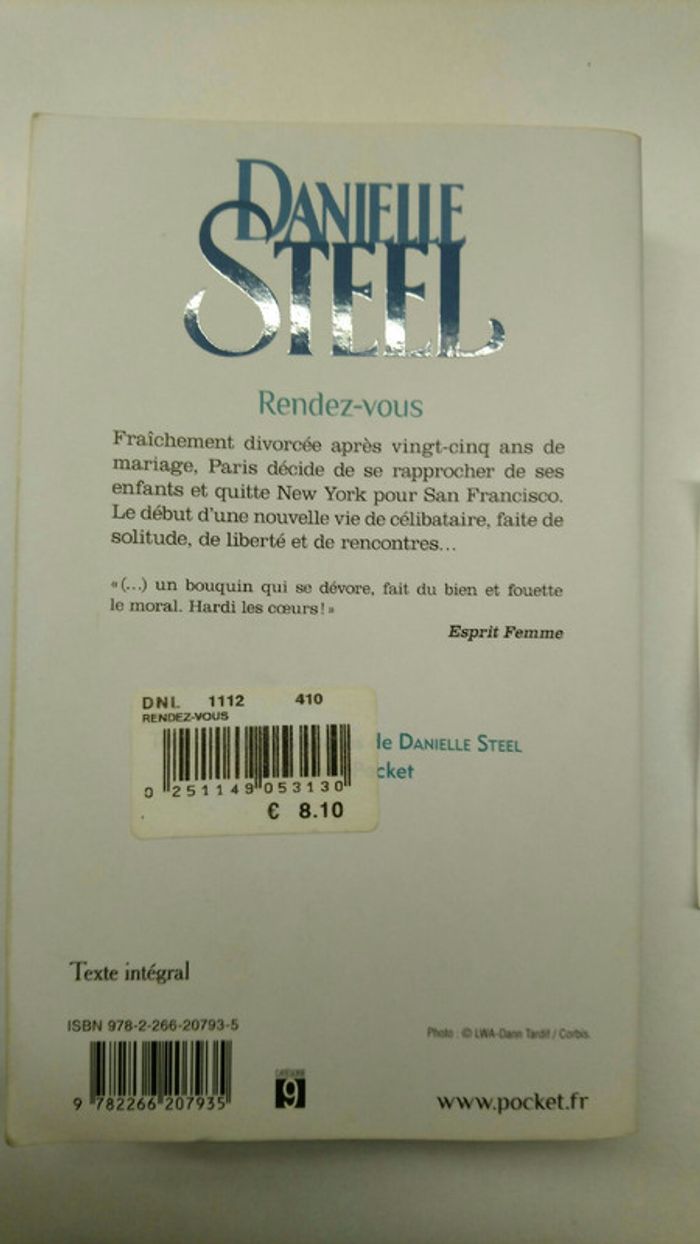 DANIELLE
STEEL
Rendez-vous
Fraîchement divorcée après vingt-cinq ans de
mariage, Paris décide de se rapprocher de ses
enfants et quitte New York pour San Francisco.
Le début d'une nouvelle vie de célibataire, faite de
solitude, de liberté et de rencontres...
« (...) un bouquin qui se dévore, fait du bien et fouette
le moral. Hardi les cœurs ! »
Esprit Femme
DNL 1112 410
RENDEZ-VOUS
0 251149 053130
€ 8.10
de DANIELLE STEEL
Texte intégral
ISBN 978-2-266-20793-5
9 782266 207935
CATÉGORIE
9
Photo : © LWA-Dann Tardif / Corbis.
www.pocket.fr